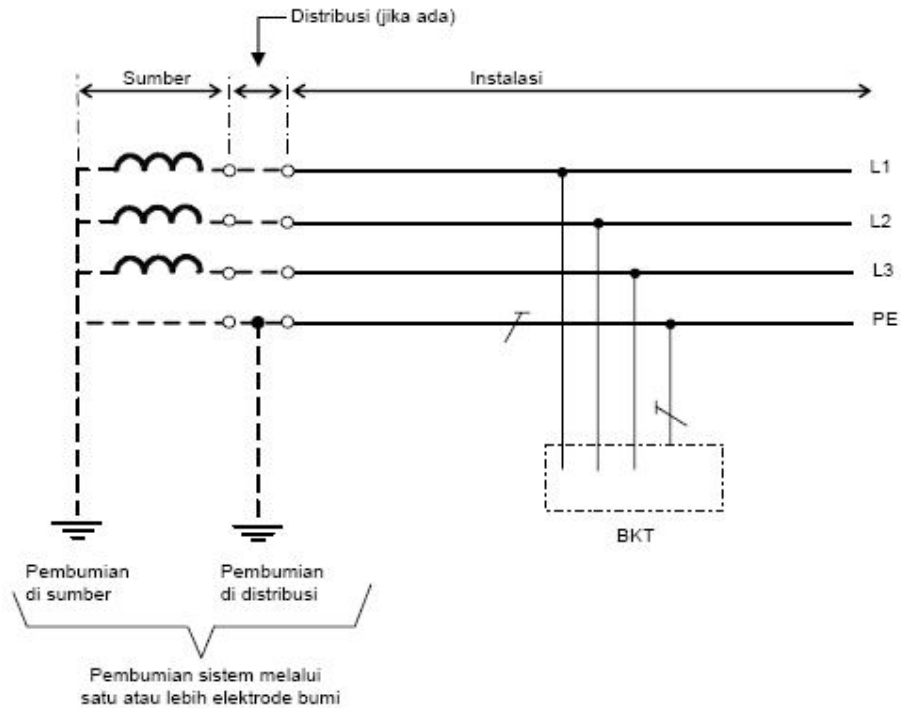 Distribusi (jika ada)
Sumber
Instalasi
L1
L2
L3
PE
BKT
Pembumian
di sumber
Pembumian
di distribusi
Pembumian sistem melalui
satu atau lebih elektrode bumi